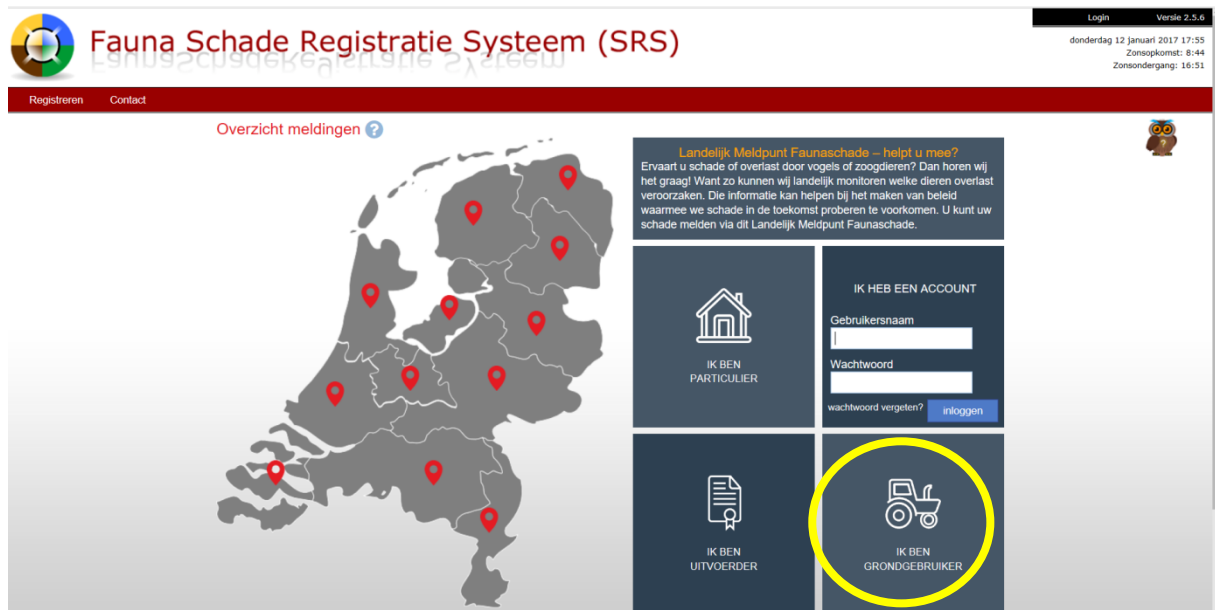 Fauna Schade Registratie Systeem (SRS)
Login Versie 2.5.6
donderdag 12 januari 2017 17:55
Zonsopkomst: 8:44
Zonsondergang: 16:51
Registreren Contact
Overzicht meldingen ?
Landelijk Meldpunt Faunaschade – helpt u mee?
Ervaart u schade of overlast door vogels of zoogdieren? Dan horen wij
het graag! Want zo kunnen wij landelijk monitoren welke dieren overlast
veroorzaken. Die informatie kan helpen bij het maken van beleid
waarmee we schade in de toekomst proberen te voorkomen. U kunt uw
schade melden via dit Landelijk Meldpunt Faunaschade.
IK BEN
PARTICULIER
IK HEB EEN ACCOUNT
Gebruikersnaam
Wachtwoord
wachtwoord vergeten? inloggen
IK BEN
UITVOERDER
IK BEN
GRONDGEBRUIKER